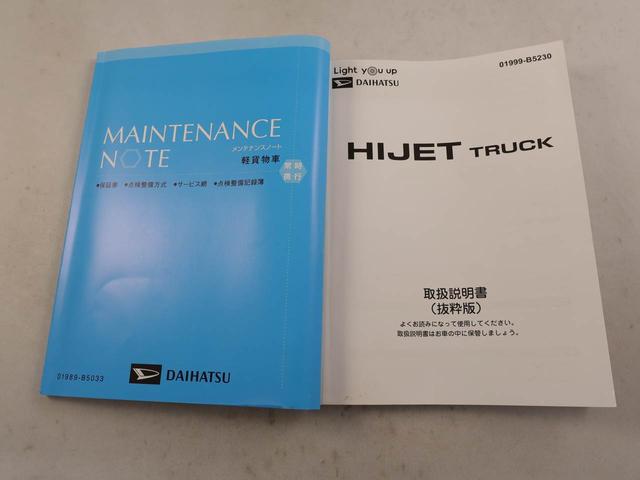 MAINTENANCE
NOTE
メンテナンスノート
軽貨物車
常時
携行
●保証書 ●点検整備方式 ●サービス網 ●点検整備記録簿
DAIHATSU
01989-B5033
Light you up
DAIHATSU
01999-B5230
HIJET TRUCK
取扱説明書
（抜粋版）
よくお読みになって使用してください。
取扱説明書はお車の中に保管しましょう。